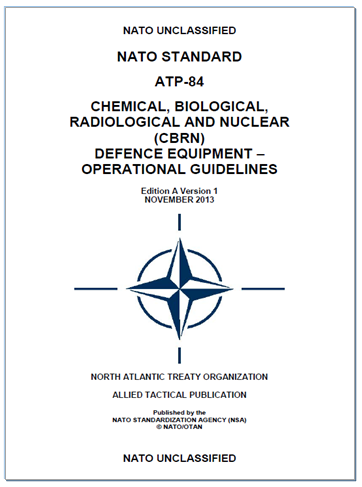 NATO UNCLASSIFIED
NATO STANDARD
ATP-84
CHEMICAL, BIOLOGICAL,
RADIOLOGICAL AND NUCLEAR
(CBRN)
DEFENCE EQUIPMENT –
OPERATIONAL GUIDELINES
Edition A Version 1
NOVEMBER 2013
NORTH ATLANTIC TREATY ORGANIZATION
ALLIED TACTICAL PUBLICATION
Published by the
NATO STANDARDIZATION AGENCY (NSA)
© NATO/OTAN
NATO UNCLASSIFIED